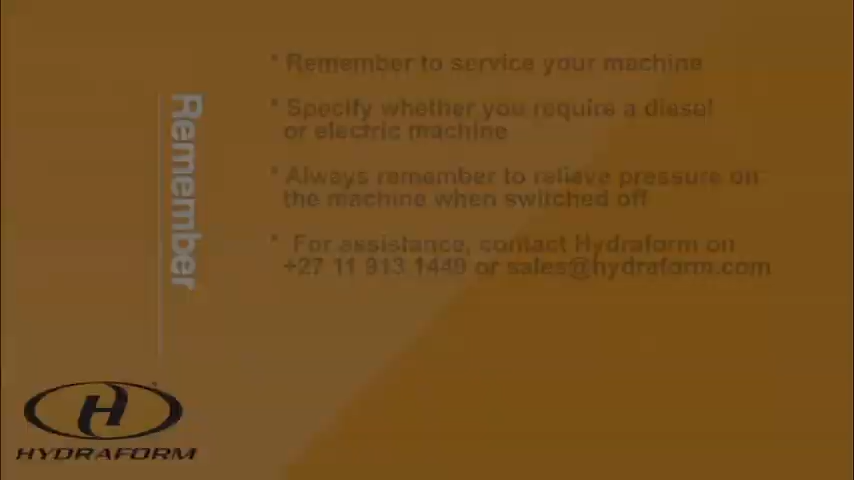 Remember
* Remember to service your machine
* Specify whether you require a diesel
or electric machine
* Always remember to relieve pressure on
the machine when switched off
* For assistance, contact Hydraform on
+27 11 913 1449 or sales@hydraform.com
H
HYDRAFORM